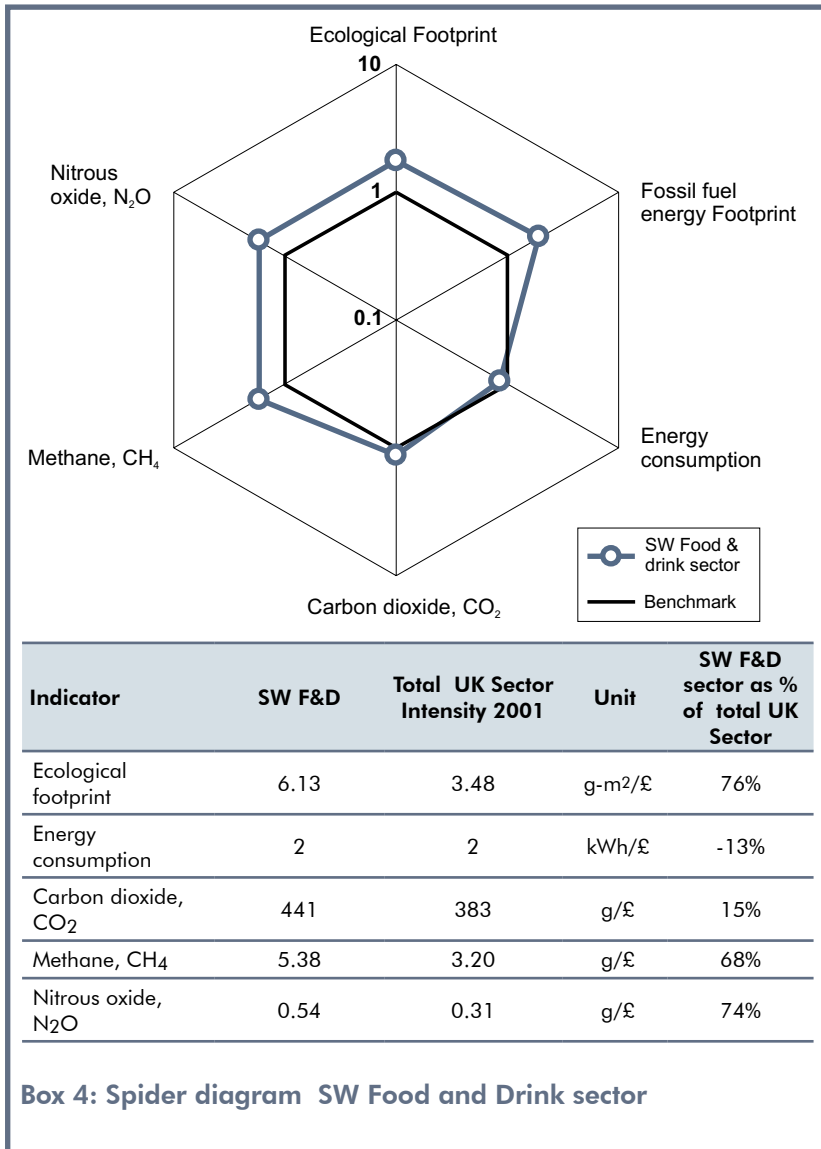 Ecological Footprint
10
Nitrous
oxide, N₂O
1
Fossil fuel
energy Footprint
0.1
Methane, CH₄
Energy
consumption
Carbon dioxide, CO₂
SW Food &
drink sector
Benchmark
Indicator SW F&D Total UK Sector Intensity 2001 Unit SW F&D sector as % of total UK Sector
Ecological
footprint 6.13 3.48 g-m²/£ 76%
Energy
consumption 2 2 kWh/£ -13%
Carbon dioxide,
CO2 441 383 g/£ 15%
Methane, CH4 5.38 3.20 g/£ 68%
Nitrous oxide,
N2O 0.54 0.31 g/£ 74%
Box 4: Spider diagram SW Food and Drink sector